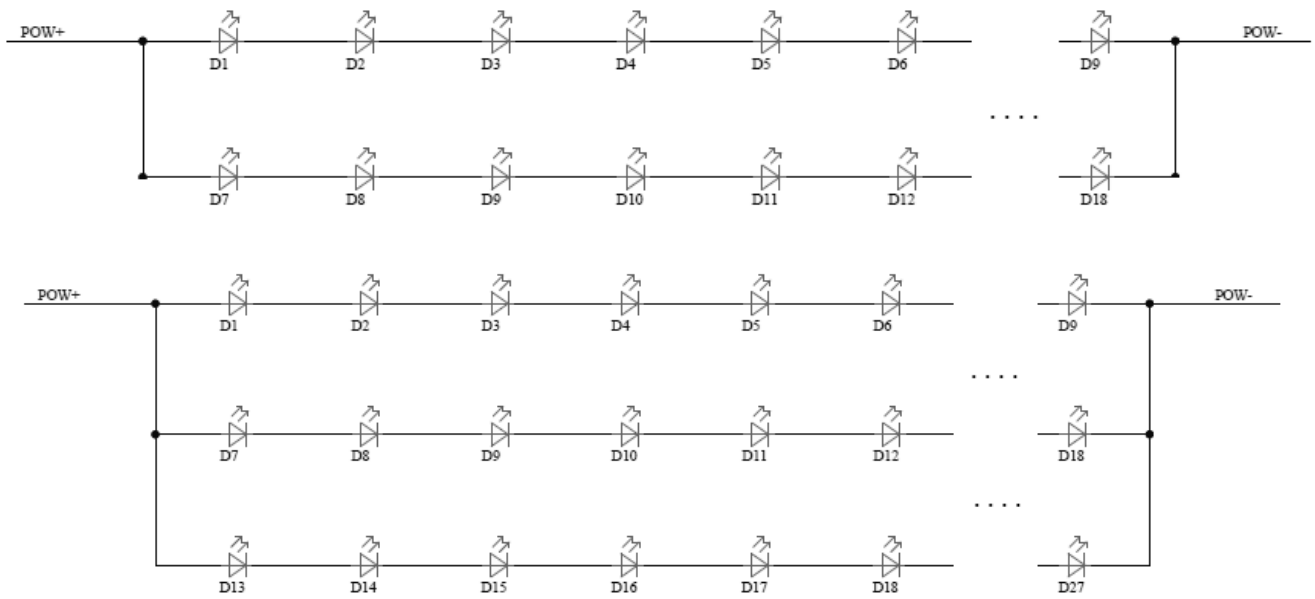 POW+ POW-
D1 D2 D3 D4 D5 D6 D9
. . . .
D7 D8 D9 D10 D11 D12 D18
POW+ POW-
D1 D2 D3 D4 D5 D6 D9
. . . .
D7 D8 D9 D10 D11 D12 D18
. . . .
D13 D14 D15 D16 D17 D18 D27